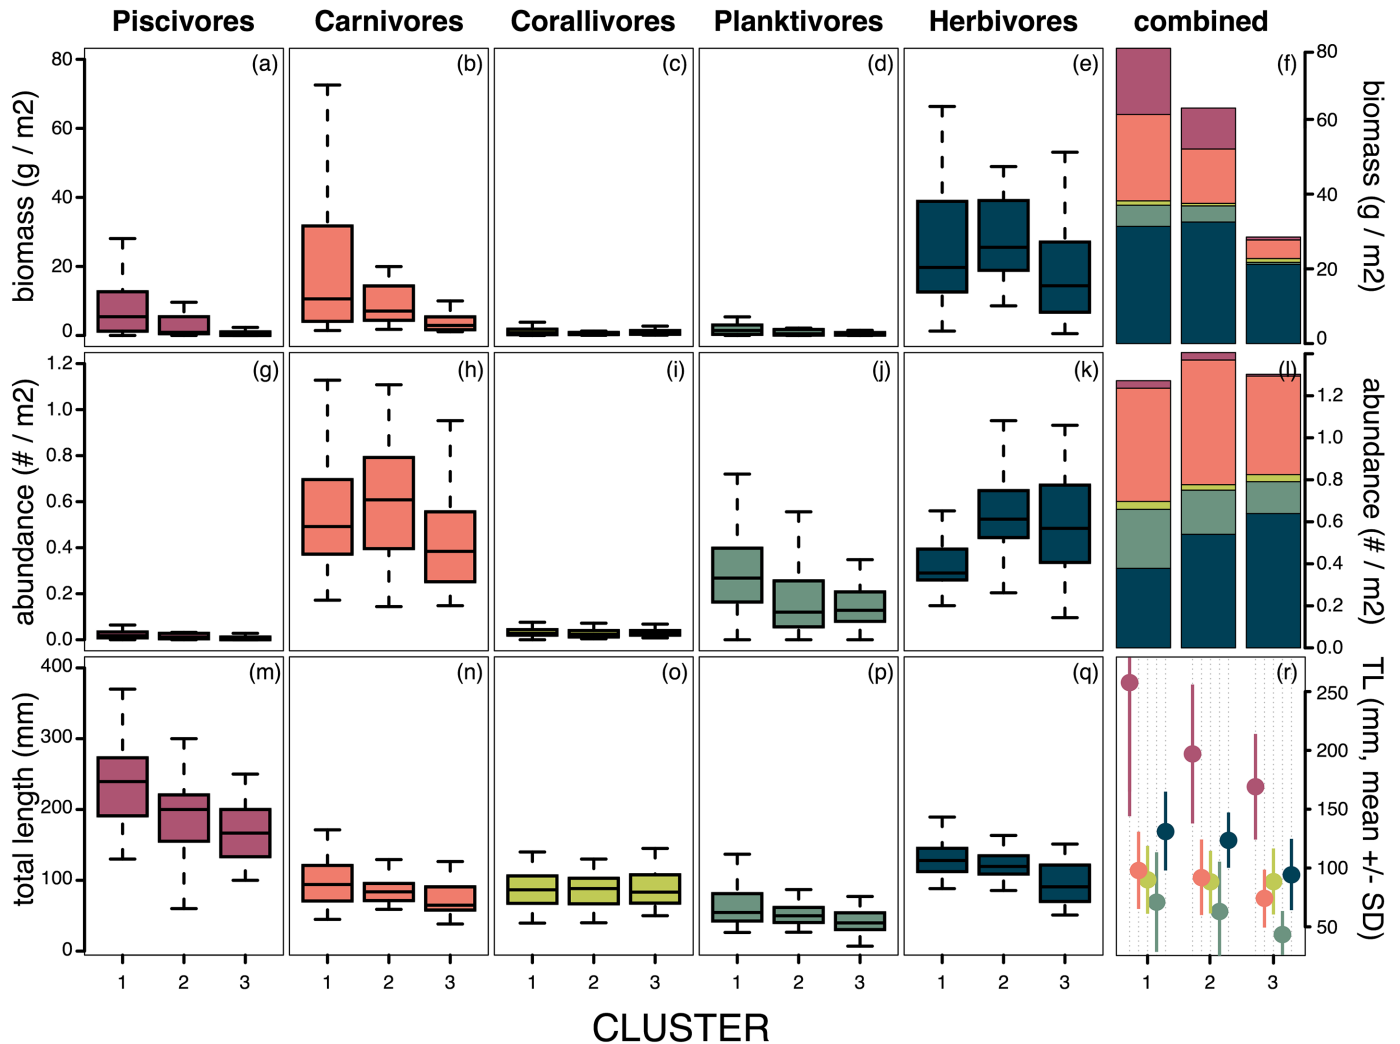 Piscivores Carnivores Corallivores Planktivores Herbivores combined
biomass (g / m2)
80
60
40
20
0
(a)
(b)
(c)
(d)
(e)
(f)
80
60
40
20
0
biomass (g / m2)
abundance (# / m2)
1.2
1.0
0.8
0.6
0.4
0.2
0.0
(g)
(h)
(i)
(j)
(k)
(l)
1.2
1.0
0.8
0.6
0.4
0.2
0.0
abundance (# / m2)
total length (mm)
400
300
200
100
0
(m)
(n)
(o)
(p)
(q)
(r)
250
200
150
100
50
TL (mm, mean +/- SD)
1 2 3 1 2 3 1 2 3 1 2 3 1 2 3 1 2 3
CLUSTER